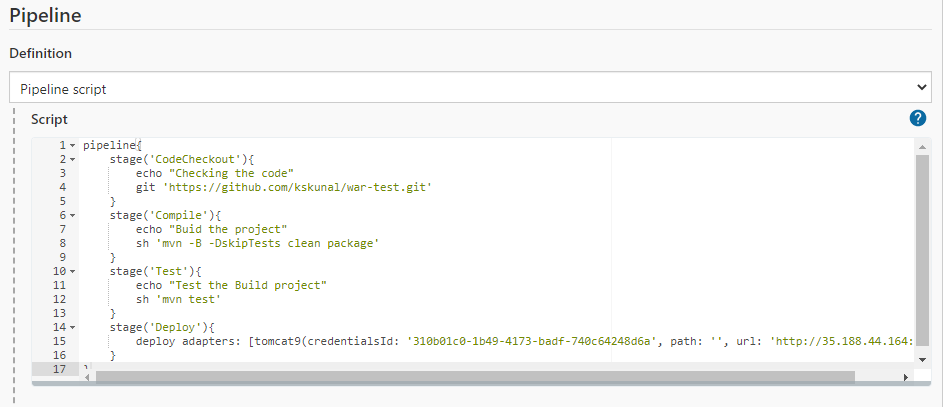 Pipeline
Definition
Pipeline script
Script
?
1 pipeline{
2 stage('CodeCheckout'){
3 echo "Checking the code"
4 git 'https://github.com/kskunal/war-test.git'
5 }
6 stage('Compile'){
7 echo "Buid the project"
8 sh 'mvn -B -DskipTests clean package'
9 }
10 stage('Test'){
11 echo "Test the Build project"
12 sh 'mvn test'
13 }
14 stage('Deploy'){
15 deploy adapters: [tomcat9(credentialsId: '310b01c0-1b49-4173-badf-740c64248d6a', path: '', url: 'http://35.188.44.164:
16 }
17 }